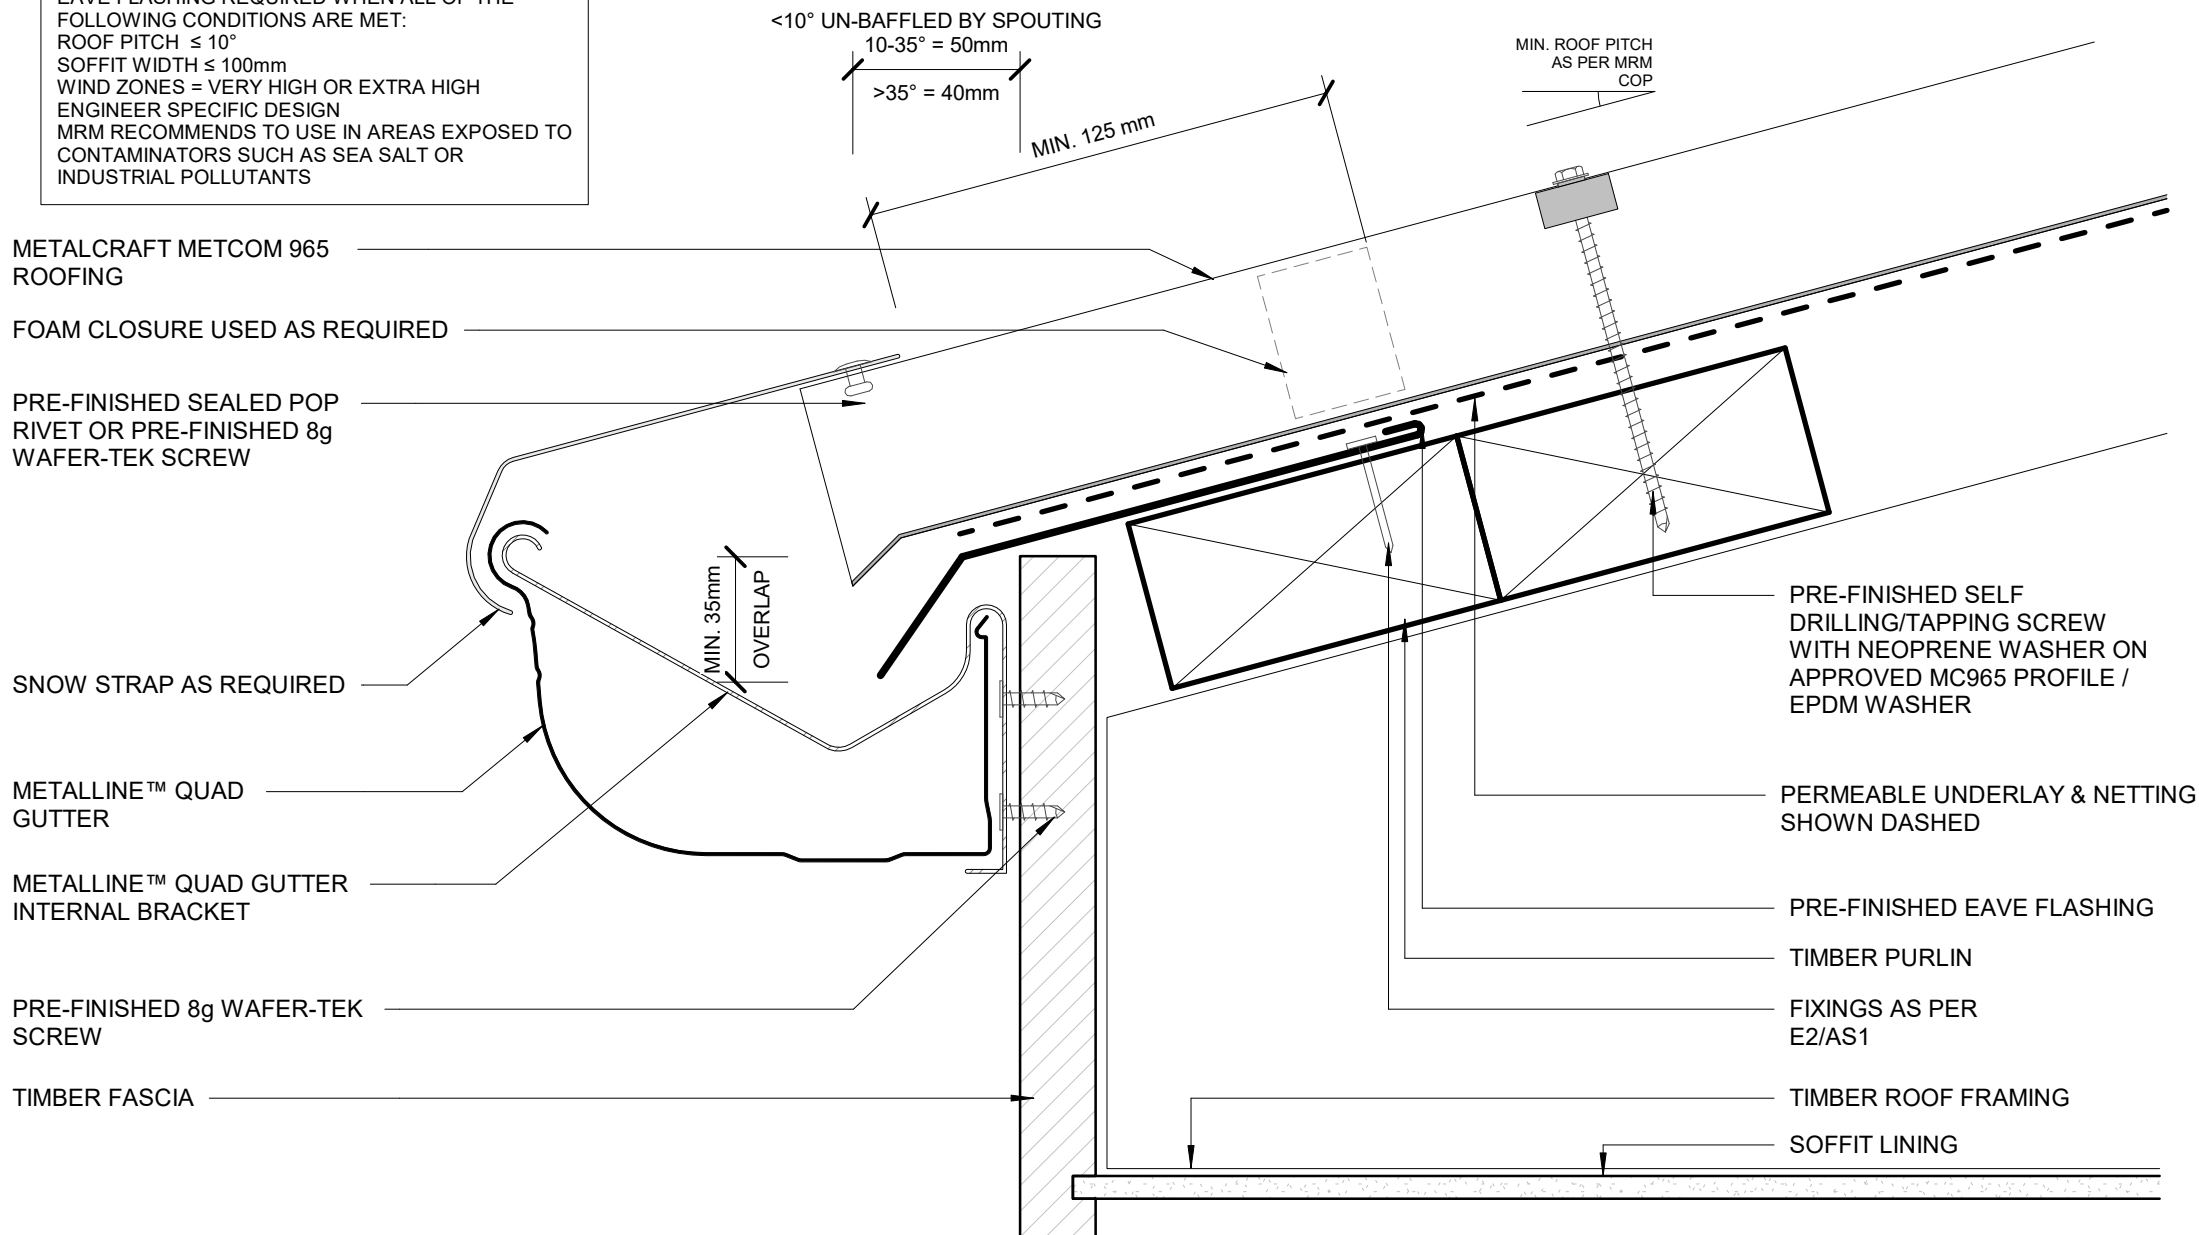 EAVE FLASHING REQUIRED WHEN ALL OF THE
FOLLOWING CONDITIONS ARE MET:
ROOF PITCH ≤ 10°
SOFFIT WIDTH ≤ 100mm
WIND ZONES = VERY HIGH OR EXTRA HIGH
ENGINEER SPECIFIC DESIGN
MRM RECOMMENDS TO USE IN AREAS EXPOSED TO
CONTAMINATORS SUCH AS SEA SALT OR
INDUSTRIAL POLLUTANTS
<10° UN-BAFFLED BY SPOUTING
10-35° = 50mm
>35° = 40mm
MIN. 125 mm
MIN. ROOF PITCH
AS PER MRM
COP
METALCRAFT METCOM 965
ROOFING
FOAM CLOSURE USED AS REQUIRED
PRE-FINISHED SEALED POP
RIVET OR PRE-FINISHED 8g
WAFER-TEK SCREW
MIN. 35mm
OVERLAP
SNOW STRAP AS REQUIRED
METALLINE™ QUAD
GUTTER
METALLINE™ QUAD GUTTER
INTERNAL BRACKET
PRE-FINISHED 8g WAFER-TEK
SCREW
TIMBER FASCIA
PRE-FINISHED SELF
DRILLING/TAPPING SCREW
WITH NEOPRENE WASHER ON
APPROVED MC965 PROFILE /
EPDM WASHER
PERMEABLE UNDERLAY & NETTING
SHOWN DASHED
PRE-FINISHED EAVE FLASHING
TIMBER PURLIN
FIXINGS AS PER
E2/AS1
TIMBER ROOF FRAMING
SOFFIT LINING